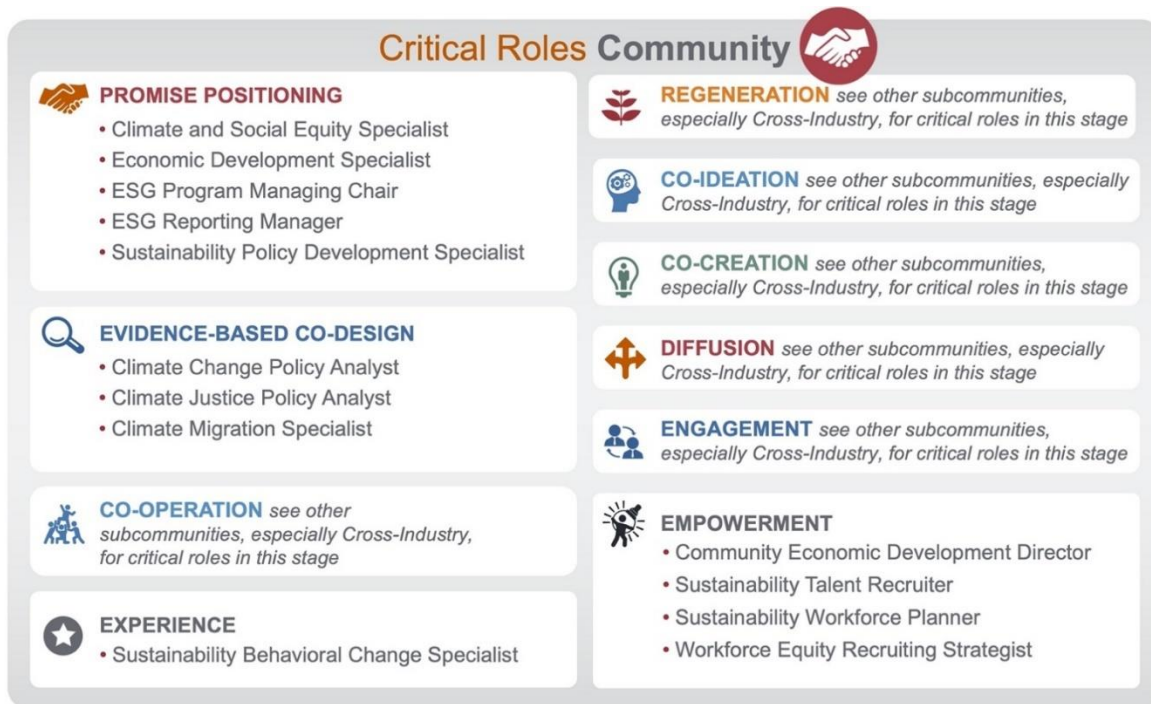 Critical Roles Community
PROMISE POSITIONING
• Climate and Social Equity Specialist
• Economic Development Specialist
• ESG Program Managing Chair
• ESG Reporting Manager
• Sustainability Policy Development Specialist
EVIDENCE-BASED CO-DESIGN
• Climate Change Policy Analyst
• Climate Justice Policy Analyst
• Climate Migration Specialist
CO-OPERATION see other
subcommunities, especially Cross-Industry,
for critical roles in this stage
EXPERIENCE
• Sustainability Behavioral Change Specialist
REGENERATION see other subcommunities,
especially Cross-Industry, for critical roles in this stage
CO-IDEATION see other subcommunities, especially
Cross-Industry, for critical roles in this stage
CO-CREATION see other subcommunities,
especially Cross-Industry, for critical roles in this stage
DIFFUSION see other subcommunities, especially
Cross-Industry, for critical roles in this stage
ENGAGEMENT see other subcommunities,
especially Cross-Industry, for critical roles in this stage
EMPOWERMENT
• Community Economic Development Director
• Sustainability Talent Recruiter
• Sustainability Workforce Planner
• Workforce Equity Recruiting Strategist